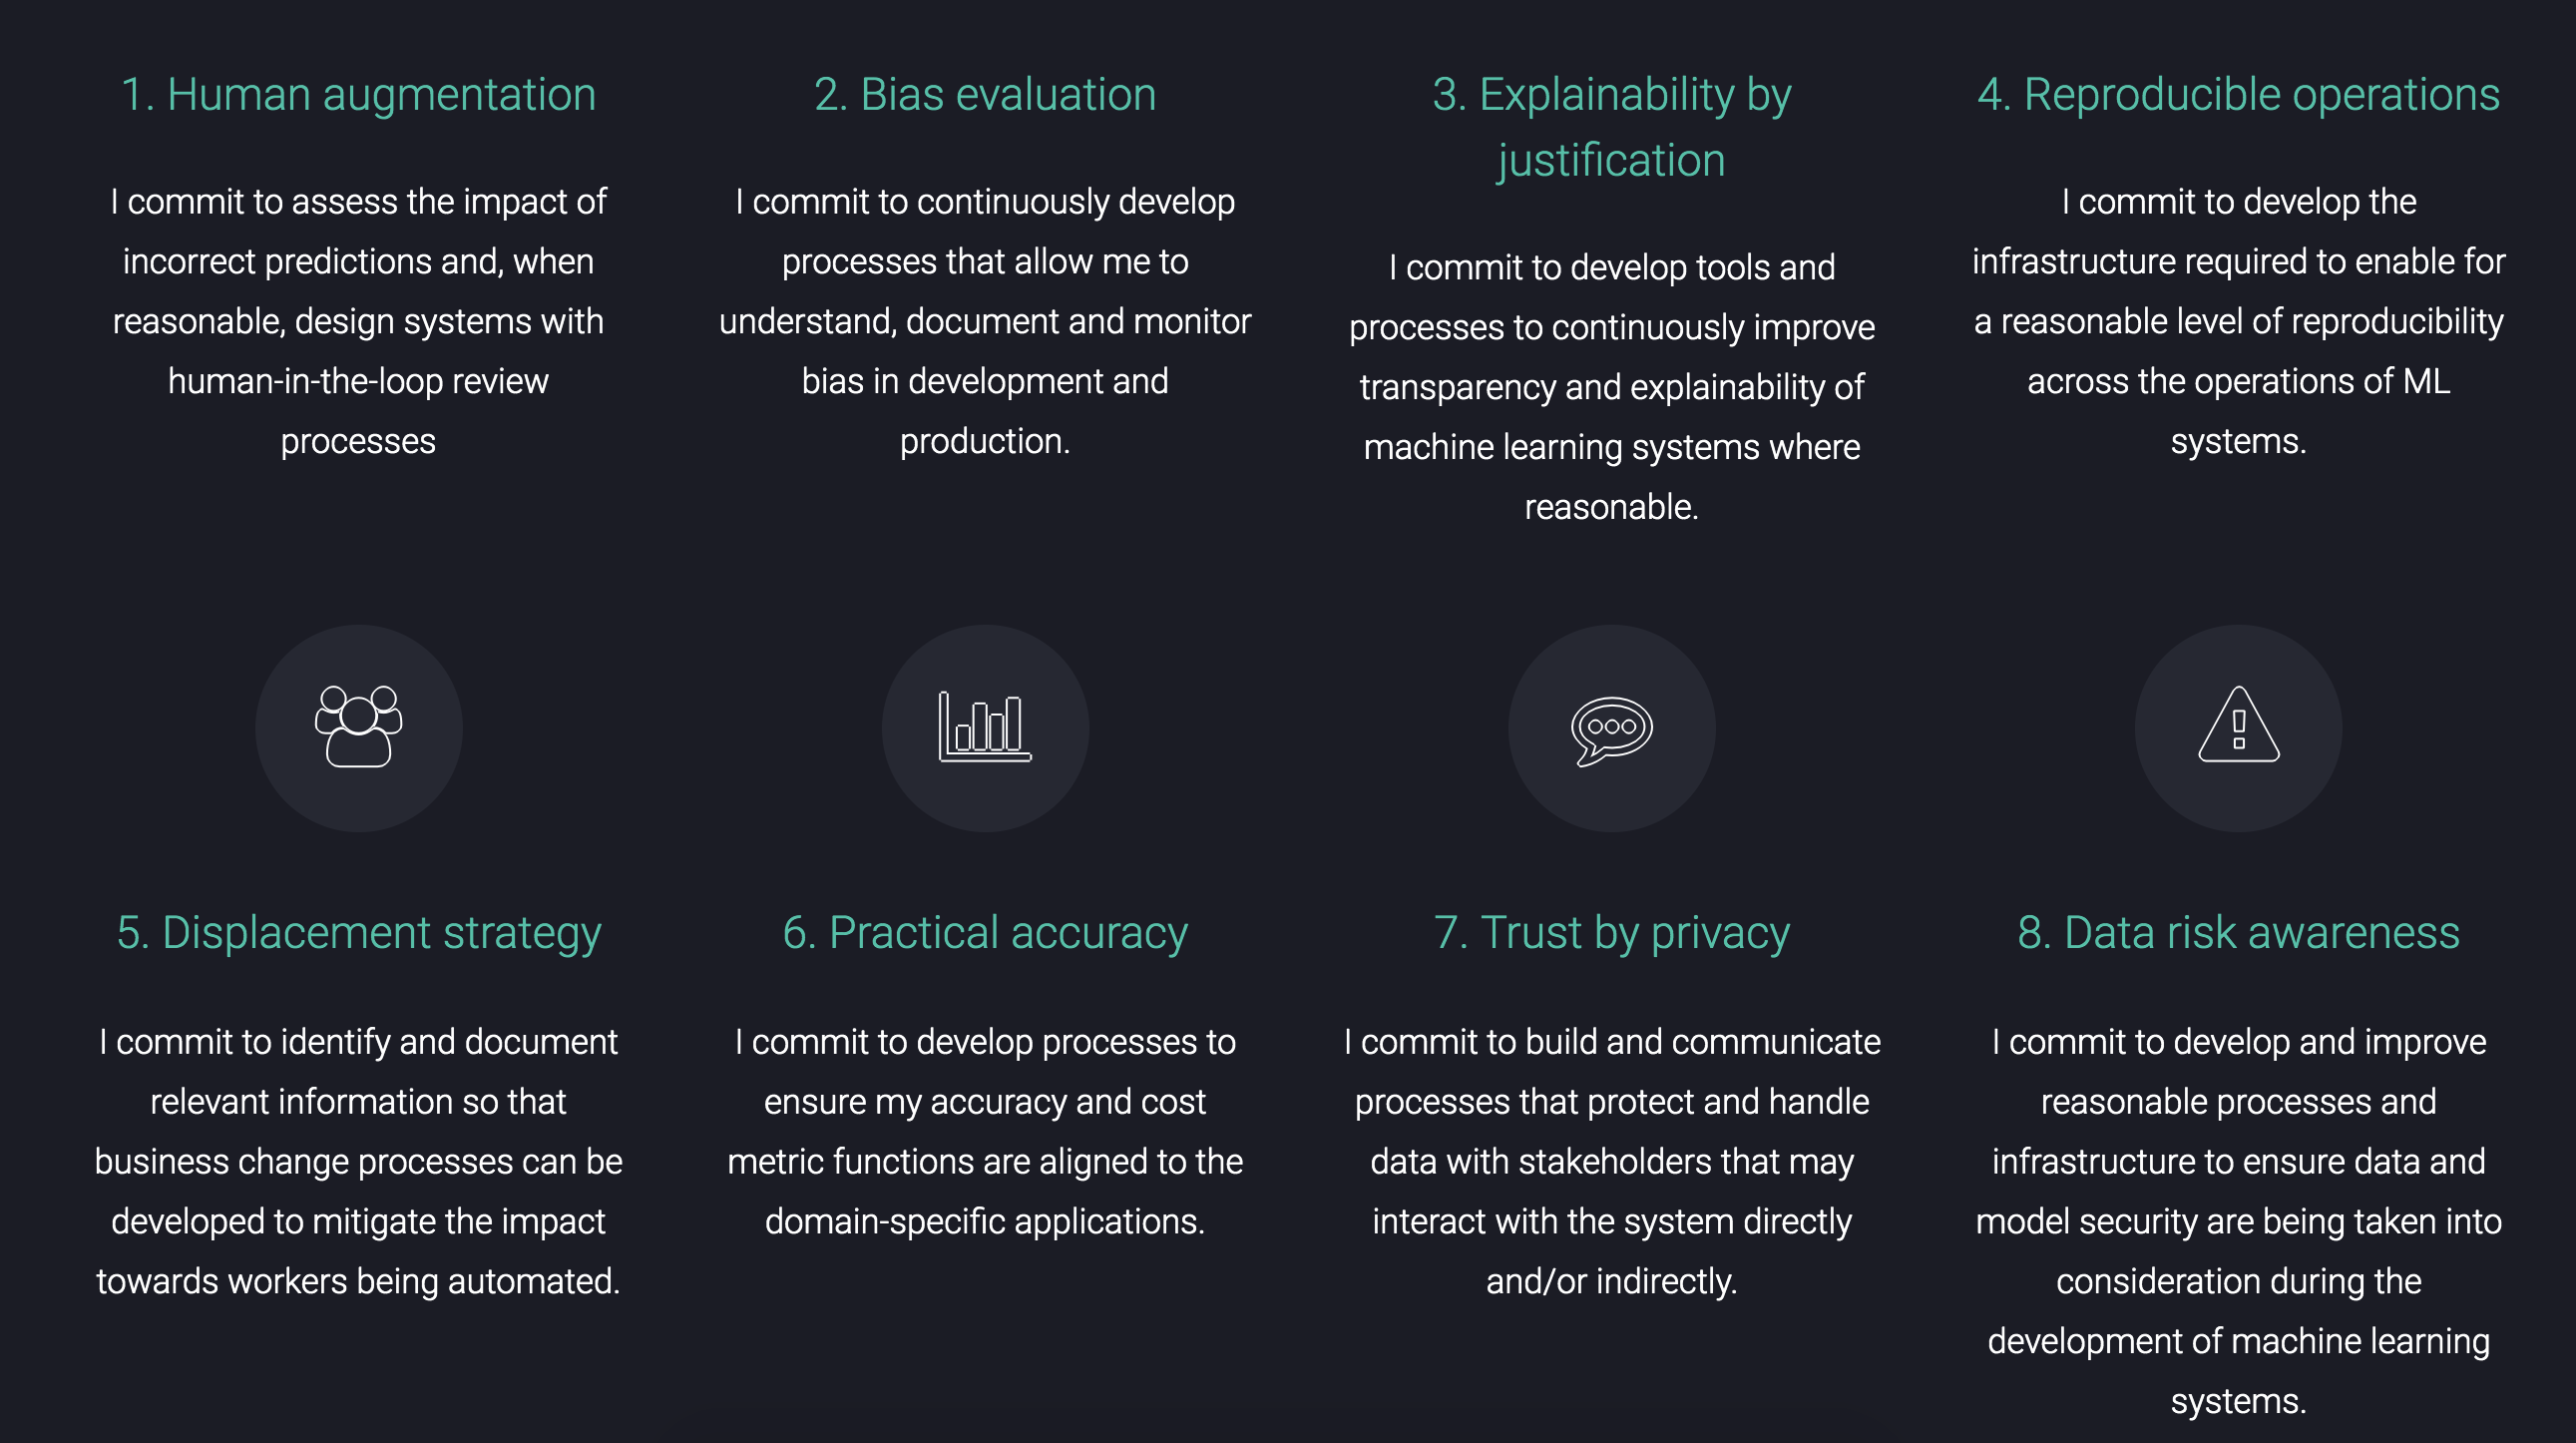 1. Human augmentation
I commit to assess the impact of
incorrect predictions and, when
reasonable, design systems with
human-in-the-loop review
processes
2. Bias evaluation
I commit to continuously develop
processes that allow me to
understand, document and monitor
bias in development and
production.
3. Explainability by
justification
I commit to develop tools and
processes to continuously improve
transparency and explainability of
machine learning systems where
reasonable.
4. Reproducible operations
I commit to develop the
infrastructure required to enable for
a reasonable level of reproducibility
across the operations of ML
systems.
5. Displacement strategy
I commit to identify and document
relevant information so that
business change processes can be
developed to mitigate the impact
towards workers being automated.
6. Practical accuracy
I commit to develop processes to
ensure my accuracy and cost
metric functions are aligned to the
domain-specific applications.
7. Trust by privacy
I commit to build and communicate
processes that protect and handle
data with stakeholders that may
interact with the system directly
and/or indirectly.
8. Data risk awareness
I commit to develop and improve
reasonable processes and
infrastructure to ensure data and
model security are being taken into
consideration during the
development of machine learning
systems.